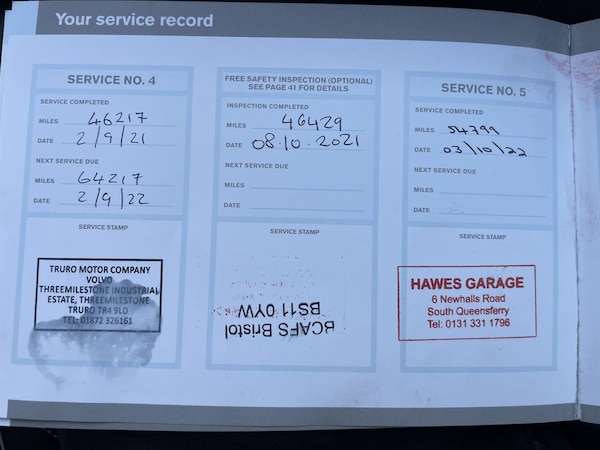 Your service record
SERVICE NO. 4
SERVICE COMPLETED
MILES 46217
DATE 2/9/21
NEXT SERVICE DUE
MILES 64217
DATE 2/9/22
SERVICE STAMP
TRURO MOTOR COMPANY
VOLVO
THREEMILESTONE INDUSTRIAL
ESTATE, THREEMILESTONE
TRURO TR4 9LD
TEL: 01872 326161
FREE SAFETY INSPECTION (OPTIONAL)
SEE PAGE 41 FOR DETAILS
INSPECTION COMPLETED
MILES 46429
DATE 08.10.2021
NEXT SERVICE DUE
MILES
DATE
SERVICE STAMP
BCAFS Bristol
BS11 0YW
SERVICE NO. 5
SERVICE COMPLETED
MILES 54799
DATE 03/10/22
NEXT SERVICE DUE
MILES
DATE
SERVICE STAMP
HAWES GARAGE
6 Newhalls Road
South Queensferry
Tel: 0131 331 1796